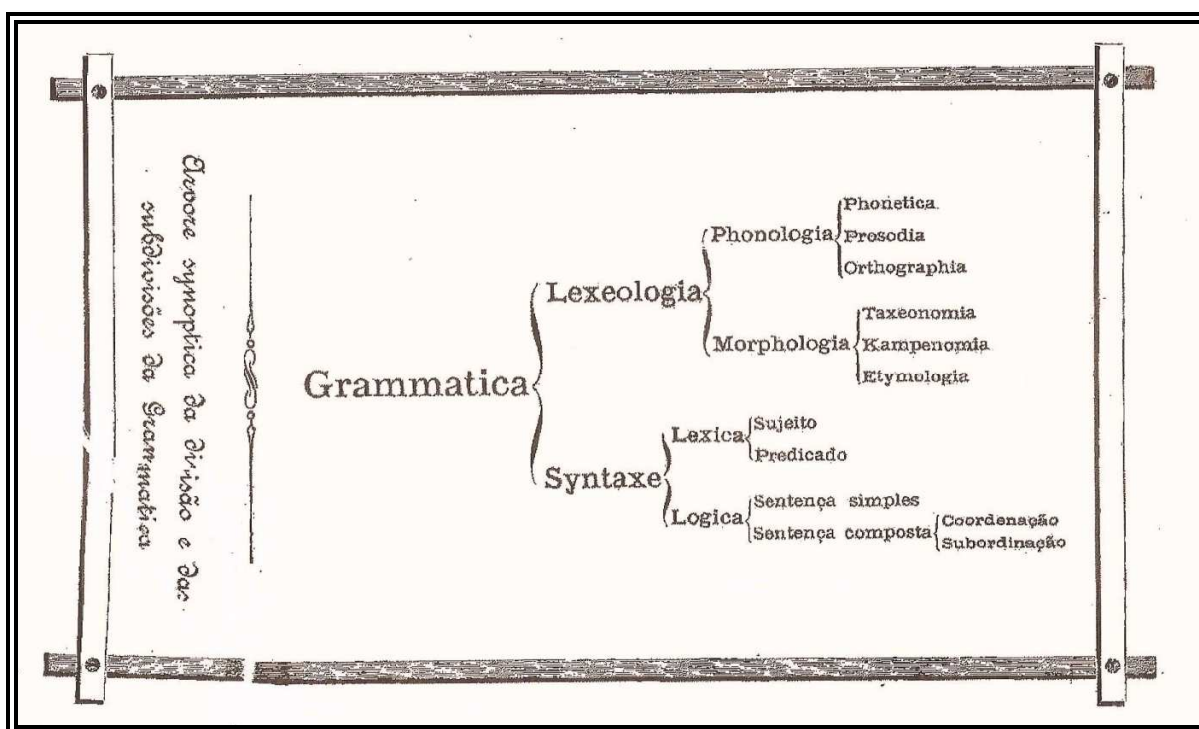 Arvore synoptica da divisão e das
subdivisões da Grammatica
Grammatica
Lexeologia
Phonologia
Phonetica
Prosodia
Orthographia
Morphologia
Taxeonomia
Kampenomia
Etymologia
Syntaxe
Lexica
Sujeito
Predicado
Logica
Sentença simples
Sentença composta
Coordenação
Subordinação